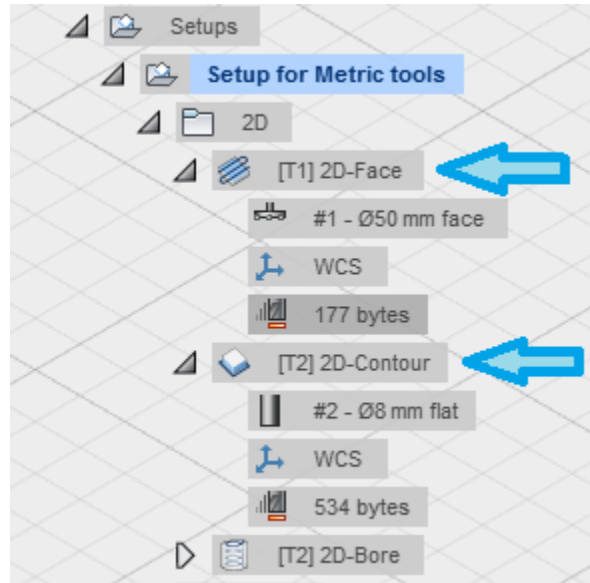 Setups
Setup for Metric tools
2D
[T1] 2D-Face
#1 - Ø50 mm face
WCS
177 bytes
[T2] 2D-Contour
#2 - Ø8 mm flat
WCS
534 bytes
[T2] 2D-Bore